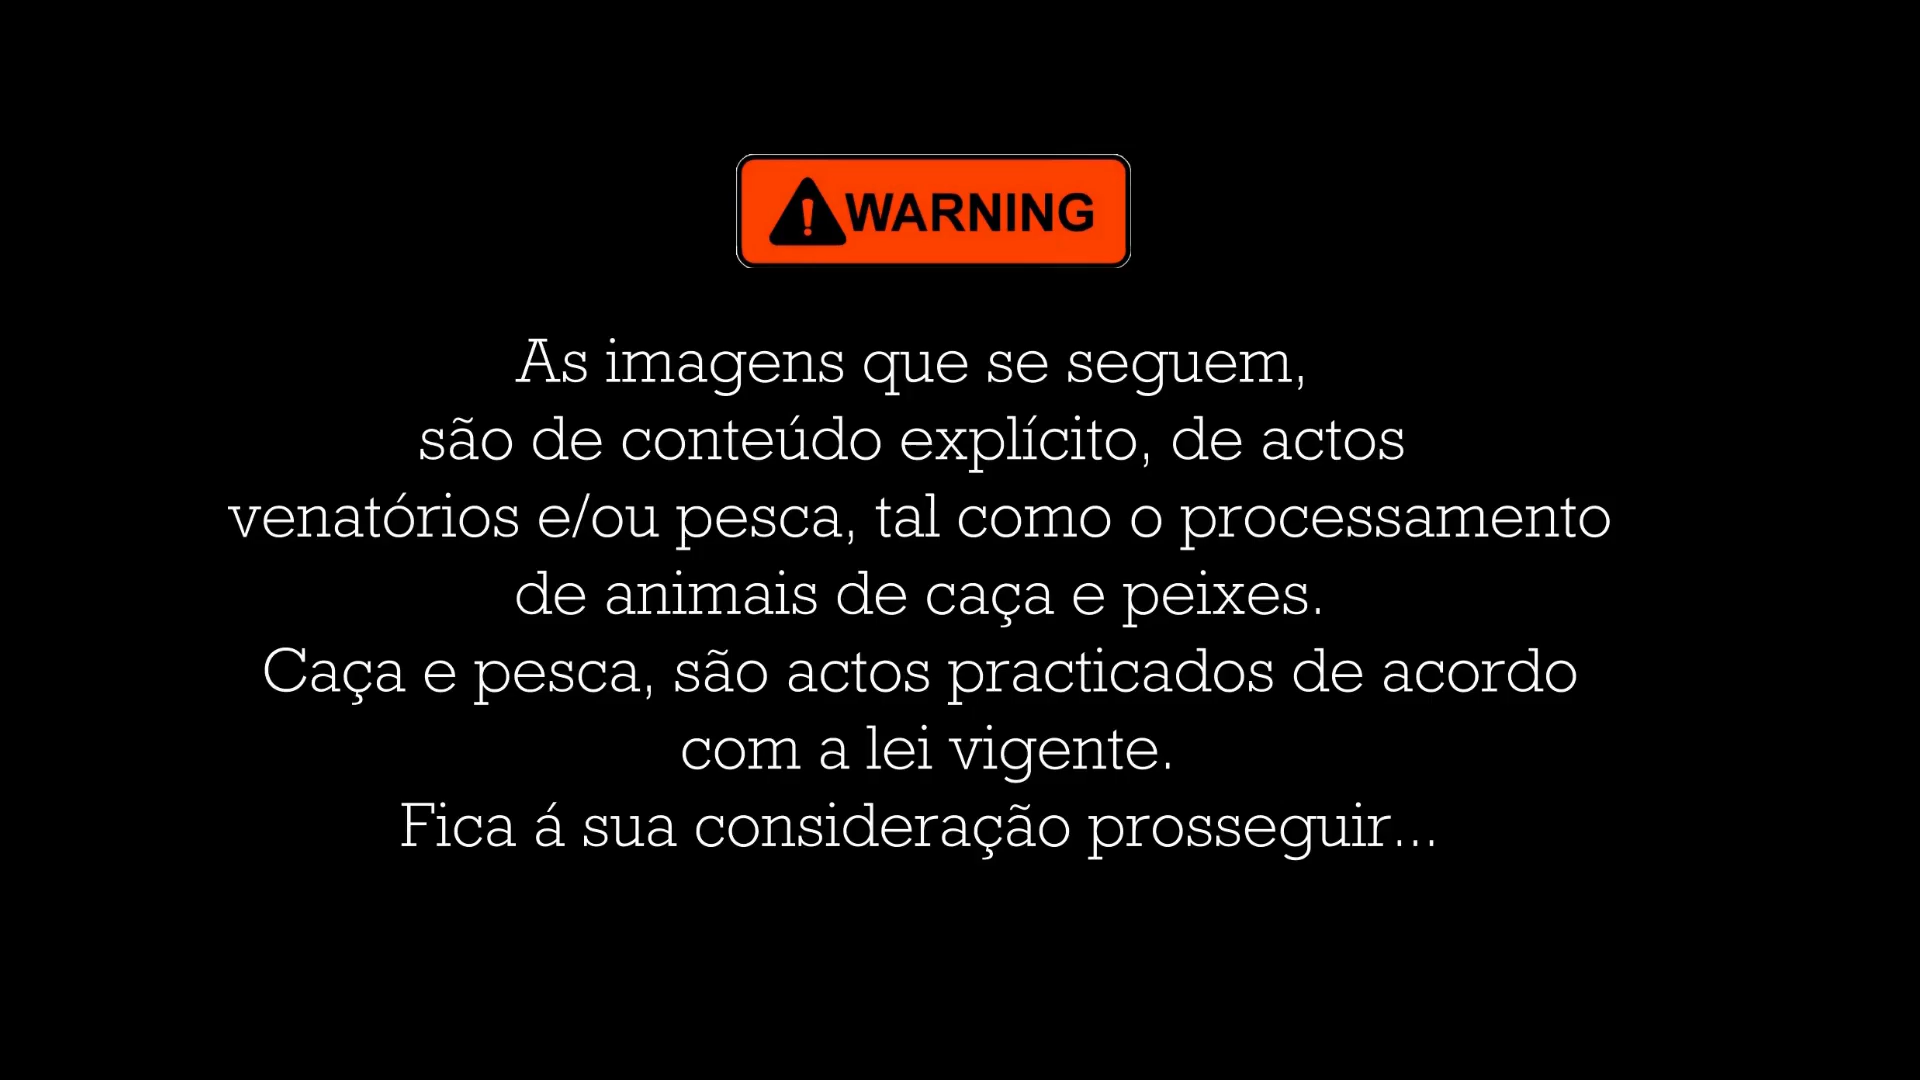 WARNING
As imagens que se seguem,
são de conteúdo explícito, de actos
venatórios e/ou pesca, tal como o processamento
de animais de caça e peixes.
Caça e pesca, são actos practicados de acordo
com a lei vigente.
Fica á sua consideração prosseguir...